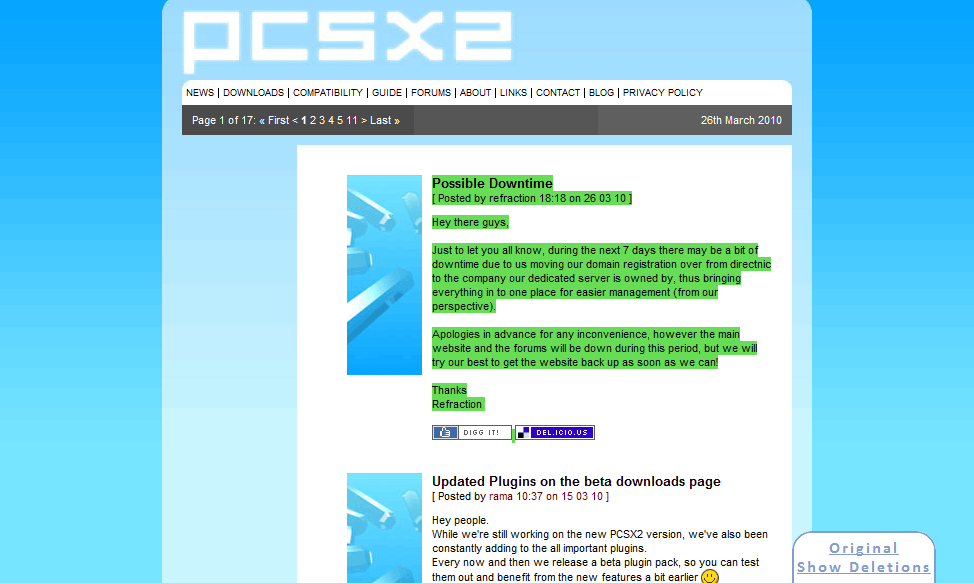 PCSX2
NEWS | DOWNLOADS | COMPATIBILITY | GUIDE | FORUMS | ABOUT | LINKS | CONTACT | BLOG | PRIVACY POLICY
Page 1 of 17: « First < 1 2 3 4 5 11 > Last »
26th March 2010
Possible Downtime
[ Posted by refraction 18:18 on 26 03 10 ]
Hey there guys,
Just to let you all know, during the next 7 days there may be a bit of
downtime due to us moving our domain registration over from directnic
to the company our dedicated server is owned by, thus bringing
everything in to one place for easier management (from our
perspective).
Apologies in advance for any inconvenience, however the main
website and the forums will be down during this period, but we will
try our best to get the website back up as soon as we can!
Thanks
Refraction
DIGG IT!
DEL.ICIO.US
Updated Plugins on the beta downloads page
[ Posted by rama 10:37 on 15 03 10 ]
Hey people.
While we're still working on the new PCSX2 version, we've also been
constantly adding to the all important plugins.
Every now and then we release a beta plugin pack, so you can test
them out and benefit from the new features a bit earlier
Original
Show Deletions